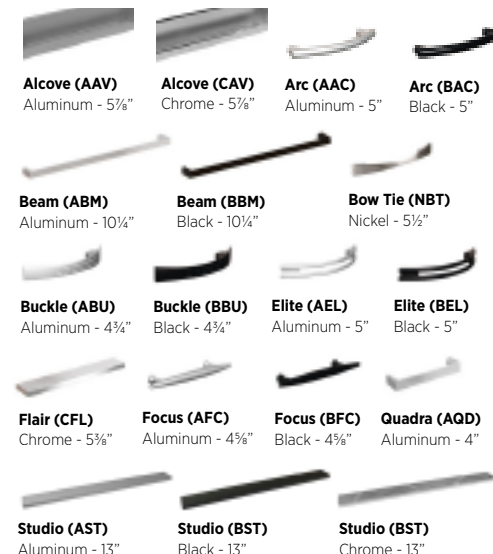 Alcove (AAV)
Aluminum - 5⅞”
Alcove (CAV)
Chrome - 5⅞”
Arc (AAC)
Aluminum - 5”
Arc (BAC)
Black - 5”
Beam (ABM)
Aluminum - 10¼”
Beam (BBM)
Black - 10¼”
Bow Tie (NBT)
Nickel - 5½”
Buckle (ABU)
Aluminum - 4¾”
Buckle (BBU)
Black - 4¾”
Elite (AEL)
Aluminum - 5”
Elite (BEL)
Black - 5”
Flair (CFL)
Chrome - 5⅜”
Focus (AFC)
Aluminum - 4⅝”
Focus (BFC)
Black - 4⅝”
Quadra (AQD)
Aluminum - 4”
Studio (AST)
Aluminum - 13”
Studio (BST)
Black - 13”
Studio (BST)
Chrome - 13”